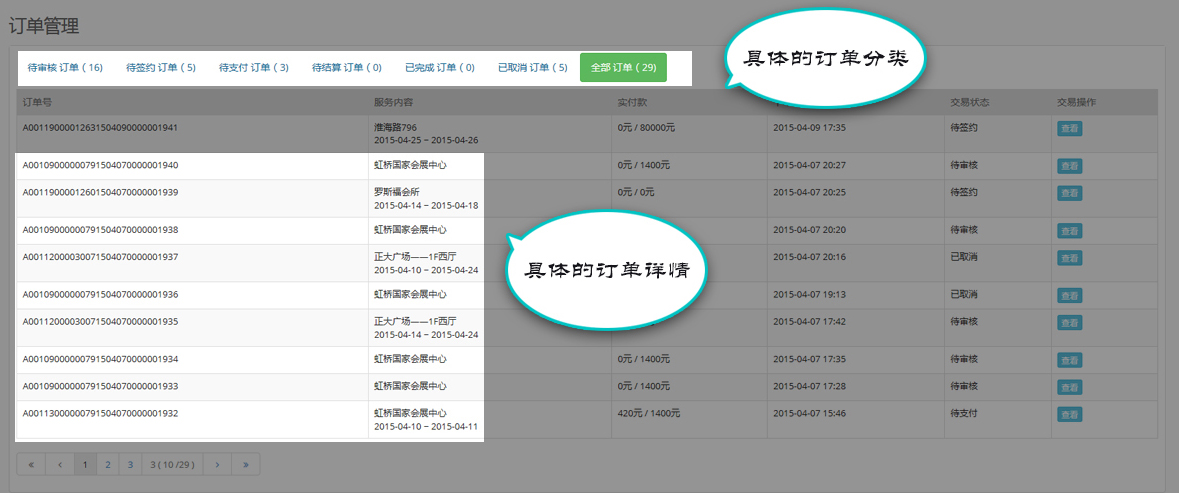 订单管理
待审核 订单 ( 16) 待签约 订单 ( 5) 待支付 订单 ( 3) 待结算 订单 ( 0) 已完成 订单 ( 0) 已取消 订单 ( 5) 全部 订单 ( 29)
具体的订单分类
订单号 服务内容 实付款 交易状态 交易操作
A001190000126315040900000019​41 淮海路796 0元 / 80000元 2015-04-09 17:35 待签约 查看
2015-04-25 ~ 2015-04-26
A00109000000791504070000001940 虹桥国家会展中心 0元 / 1400元 2015-04-07 20:27 待审核 查看
A00119000012601504070000001939 罗斯福会所 0元 / 0元 2015-04-07 20:25 待签约 查看
2015-04-14 ~ 2015-04-18
A00109000000791504070000001938 虹桥国家会展中心 2015-04-07 20:20 待审核 查看
A00112000030071504070000001937 正大广场——1F西厅 2015-04-07 20:16 已取消 查看
2015-04-10 ~ 2015-04-24
具体的订单详情
A00109000000791504070000001936 虹桥国家会展中心 2015-04-07 19:13 已取消 查看
A00112000030071504070000001935 正大广场——1F西厅 2015-04-07 17:42 待审核 查看
2015-04-14 ~ 2015-04-24
A00109000000791504070000001934 虹桥国家会展中心 0元 / 1400元 2015-04-07 17:35 待审核 查看
A00109000000791504070000001933 虹桥国家会展中心 0元 / 1400元 2015-04-07 17:28 待审核 查看
A00113000000791504070000001932 虹桥国家会展中心 420元 / 1400元 2015-04-07 15:46 待支付 查看
2015-04-10 ~ 2015-04-11
« ‹ 1 2 3 3 ( 10 /29 ) › »